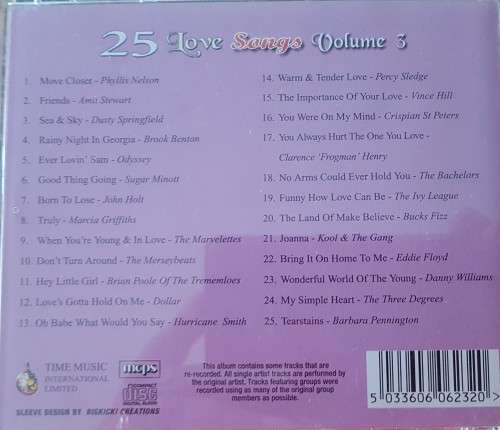 25 Love Songs Volume 3
1. Move Closer - Phyllis Nelson
2. Friends - Amii Stewart
3. Sea & Sky - Dusty Springfield
4. Rainy Night In Georgia - Brook Benton
5. Ever Lovin' Sam - Odyssey
6. Good Thing Going - Sugar Minott
7. Born To Lose - John Holt
8. Truly - Marcia Griffiths
9. When You're Young & In Love - The Marvelettes
10. Don't Turn Around - The Merseybeats
11. Hey Little Girl - Brian Poole Of The Trememloes
12. Love's Gotta Hold On Me - Dollar
13. Oh Babe What Would You Say - Hurricane Smith
14. Warm & Tender Love - Percy Sledge
15. The Importance Of Your Love - Vince Hill
16. You Were On My Mind - Crispian St Peters
17. You Always Hurt The One You Love -
Clarence 'Frogman' Henry
18. No Arms Could Ever Hold You - The Bachelars
19. Funny How Love Can Be - The Ivy League
20. The Land Of Make Believe - Bucks Fizz
21. Joanna - Kool & The Gang
22. Bring It On Home To Me - Eddie Floyd
23. Wonderful World Of The Young - Danny Williams
24. My Simple Heart - The Three Degrees
25. Tearstains - Barbara Pennington
TIME MUSIC
INTERNATIONAL
LIMITED
mcps
COMPACT
disc
DIGITAL AUDIO
SLEEVE DESIGN BY RISKICKI CREATIONS
This album contains some tracks that are
re-recorded. All single artist tracks are performed by
the original artist. Tracks featuring groups were
recorded using as many of the original group
members as possible.
5 033606 062320 >